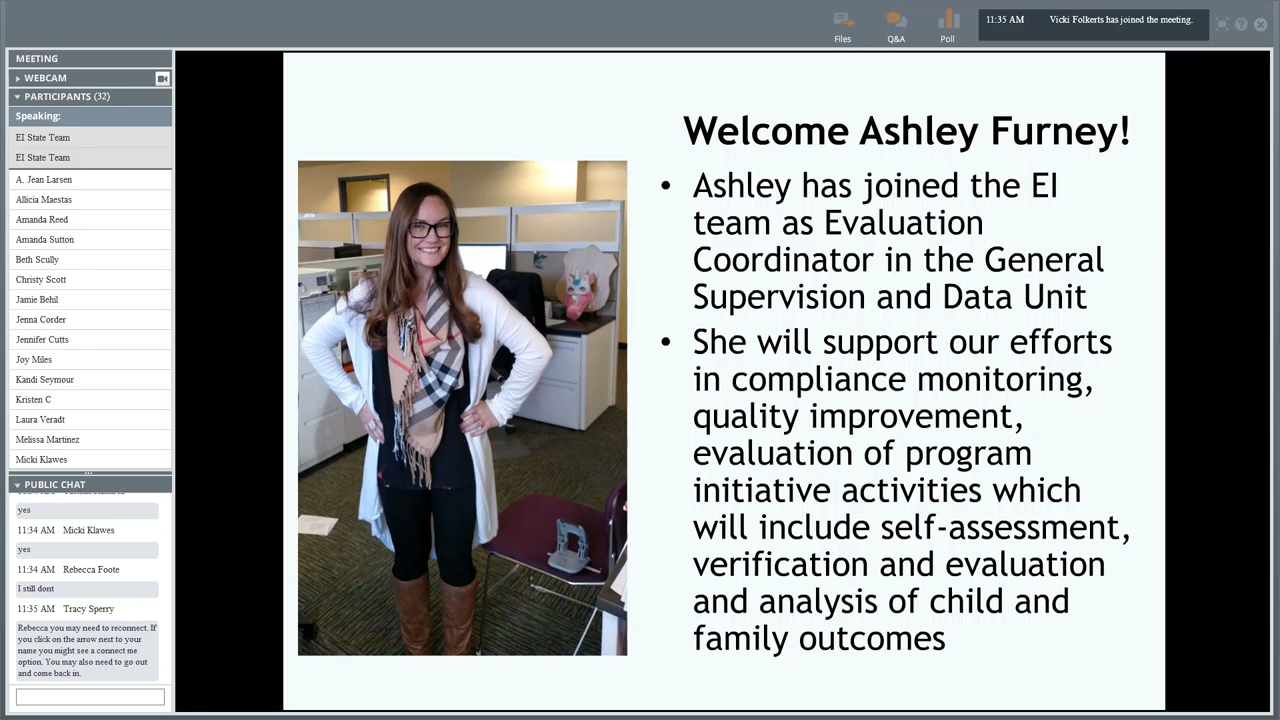 Files
Q&A
Poll
11:35 AM Vicki Folkerts has joined the meeting.
MEETING
WEBCAM
PARTICIPANTS (32)
Speaking:
EI State Team
EI State Team
A. Jean Larsen
Allicia Maestas
Amanda Reed
Amanda Sutton
Beth Scully
Christy Scott
Jamie Behil
Jenna Corder
Jennifer Cutts
Joy Miles
Kandi Seymour
Kristen C
Laura Veradt
Melissa Martinez
Micki Klawes
PUBLIC CHAT
yes
11:34 AM Micki Klawes
yes
11:34 AM Rebecca Foote
I still dont
11:35 AM Tracy Sperry
Rebecca you may need to reconnect. If
you click on the arrow next to your
name you might see a connect me
option. You may also need to go out
and come back in.
Welcome Ashley Furney!
• Ashley has joined the EI
team as Evaluation
Coordinator in the General
Supervision and Data Unit
• She will support our efforts
in compliance monitoring,
quality improvement,
evaluation of program
initiative activities which
will include self-assessment,
verification and evaluation
and analysis of child and
family outcomes